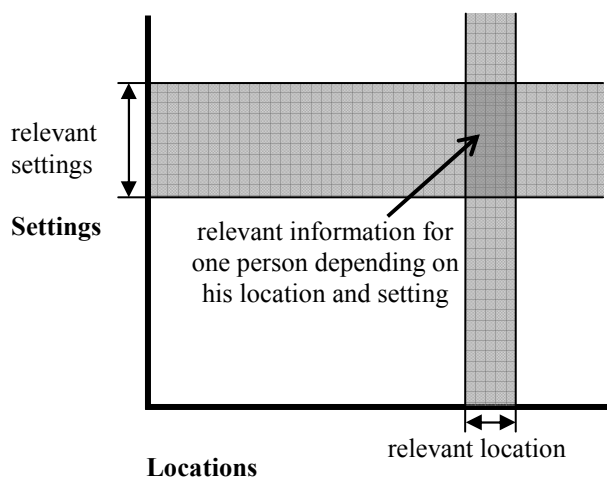 relevant
settings
Settings
relevant information for
one person depending on
his location and setting
relevant location
Locations